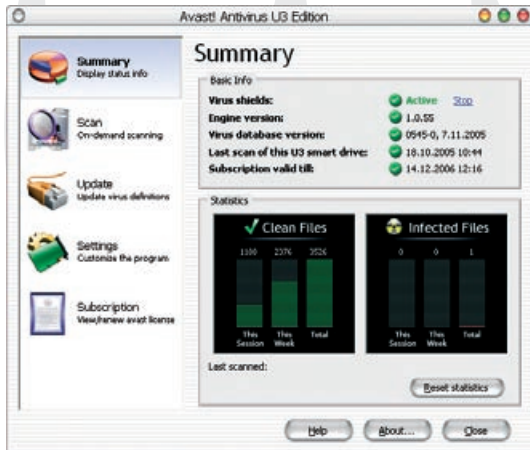 Avast! Antivirus U3 Edition
Summary
Display status info
Scan
On-demand scanning
Update
Update virus definitions
Settings
Customize the program
Subscription
View/renew avast license
Summary
Basic Info
Virus shields: Active Stop
Engine version: 1.0.55
Virus database version: 0545-0, 7.11.2005
Last scan of this U3 smart drive: 18.10.2005 10:44
Subscription valid till: 14.12.2006 12:16
Statistics
Clean Files
1100 2376 3526
This Session This Week Total
Infected Files
0 0 1
This Session This Week Total
Last scanned:
Reset statistics
Help About... Close